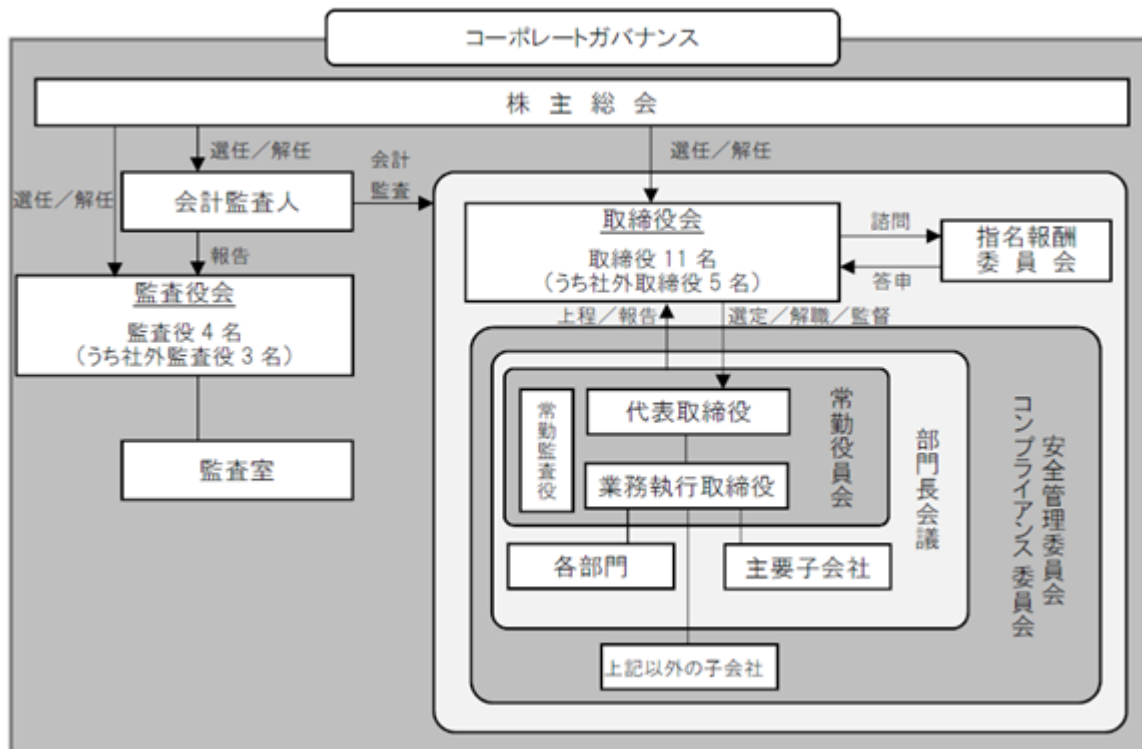 コーポレートガバナンス
株主総会
選任／解任
選任／解任
会計
監査
選任／解任
会計監査人
報告
監査役会
監査役 4 名
（うち社外監査役 3 名）
監査室
取締役会
取締役 11 名
（うち社外取締役 5 名）
諮問
答申
指名報酬
委員会
上程／報告
選定／解職／監督
常勤監査役
代表取締役
業務執行取締役
常勤役員会
各部門
主要子会社
部門長会議
上記以外の子会社
安全管理委員会
コンプライアンス委員会